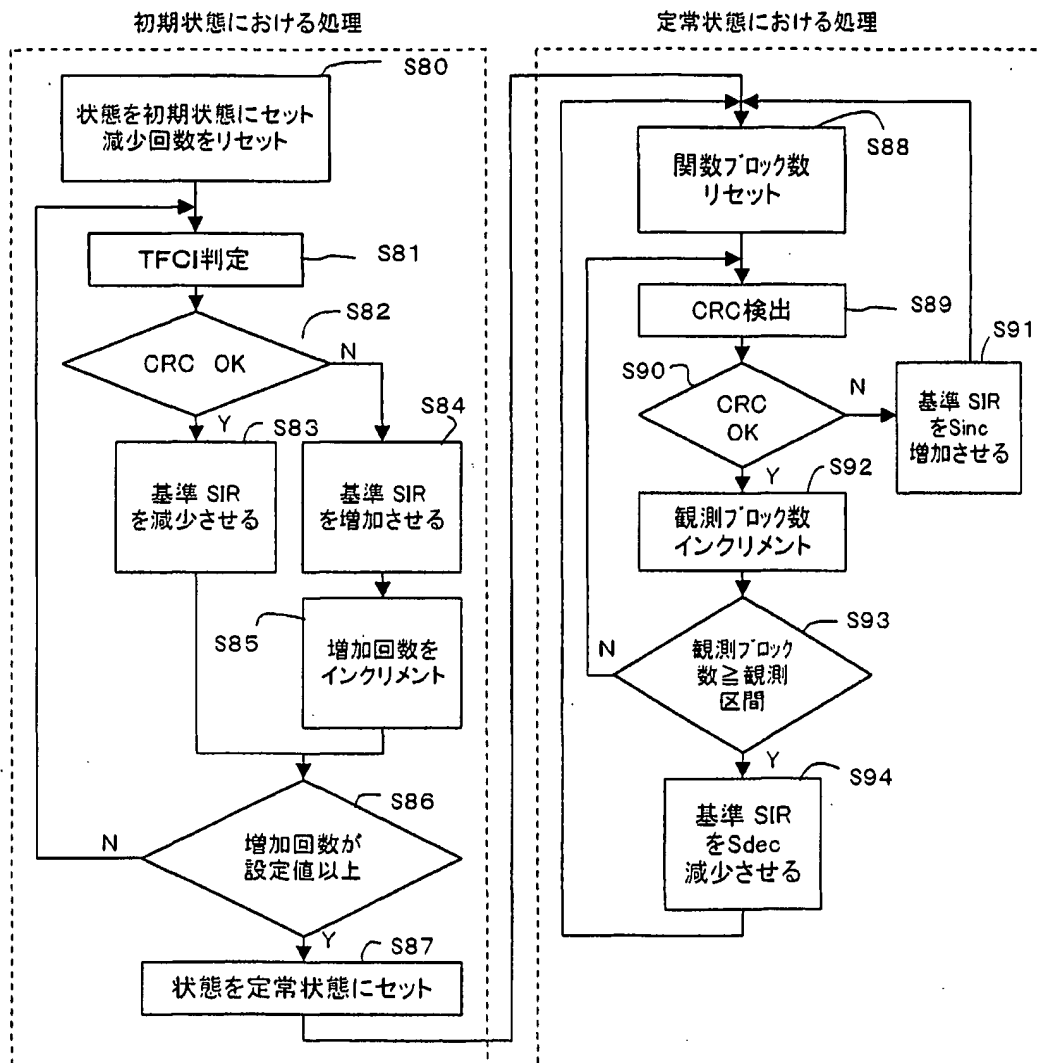 初期状態における処理
S80
状態を初期状態にセット
減少回数をリセット
TFCI判定
S81
S82
CRC OK
N
Y
S83
S84
基準 SIR
を減少させる
基準 SIR
を増加させる
S85
増加回数を
インクリメント
S86
N
増加回数が
設定値以上
Y
S87
状態を定常状態にセット
定常状態における処理
S88
関数ブロック数
リセット
CRC検出
S89
S90
CRC
OK
N
Y
S91
基準 SIR
をSinc
増加させる
S92
観測ブロック数
インクリメント
S93
N
観測ブロック
数≧観測
区間
Y
S94
基準 SIR
をSdec
減少させる